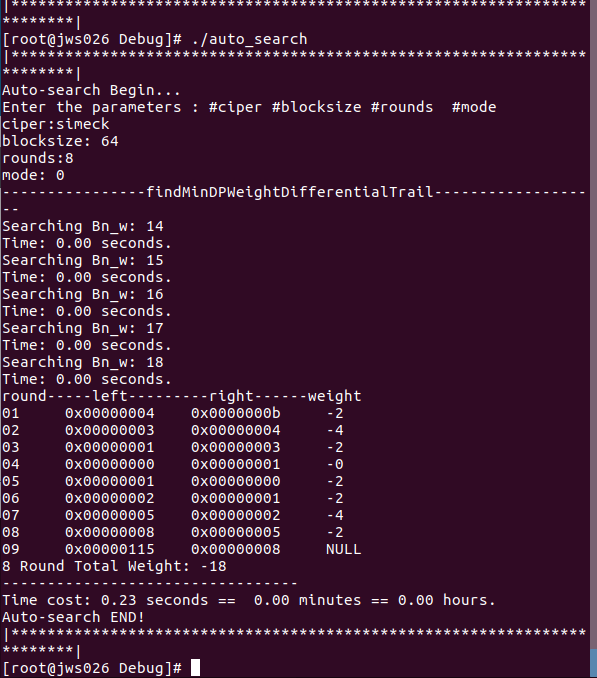 |*****************************************************************
********|
[root@jws026 Debug]# ./auto_search
|*****************************************************************
********|
Auto-search Begin...
Enter the parameters : #ciper #blocksize #rounds  #mode
ciper:simeck
blocksize: 64
rounds:8
mode: 0
----------------findMinDPWeightDifferentialTrail-----------------
--
Searching Bn_w: 14
Time: 0.00 seconds.
Searching Bn_w: 15
Time: 0.00 seconds.
Searching Bn_w: 16
Time: 0.00 seconds.
Searching Bn_w: 17
Time: 0.00 seconds.
Searching Bn_w: 18
Time: 0.00 seconds.
round-----left---------right------weight
01     0x00000004    0x0000000b     -2
02     0x00000003    0x00000004     -4
03     0x00000001    0x00000003     -2
04     0x00000000    0x00000001     -0
05     0x00000001    0x00000000     -2
06     0x00000002    0x00000001     -2
07     0x00000005    0x00000002     -4
08     0x00000008    0x00000005     -2
09     0x00000115    0x00000008     NULL
8 Round Total Weight: -18
---------------------------------
Time cost: 0.23 seconds ==  0.00 minutes == 0.00 hours.
Auto-search END!
|*****************************************************************
********|
[root@jws026 Debug]#